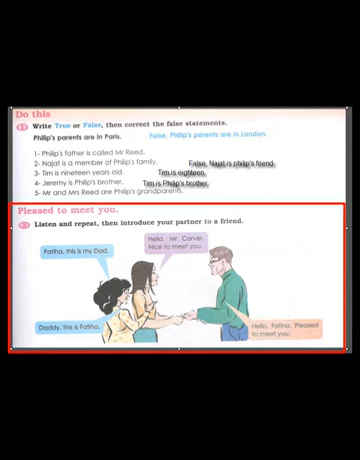 Do this
1 Write True or False, then correct the false statements.
Philip's parents are in Paris. False. Philip's parents are in London.
1- Philip's father is called Mr Reed.
2- Najat is a member of Philip's family. False, Najat is philip's friend
3- Tim is nineteen years old. Tim is eighteen
4- Jeremy is Philip's brother. Tim is Philip's brother
5- Mr and Mrs Reed are Philip's grandparents.
Pleased to meet you.
2 Listen and repeat, then introduce your partner to a friend.
Hello, Mr Carver.
Nice to meet you.
Fatiha, this is my Dad.
Daddy, this is Fatiha.
Hello, Fatiha. Pleased
to meet you.